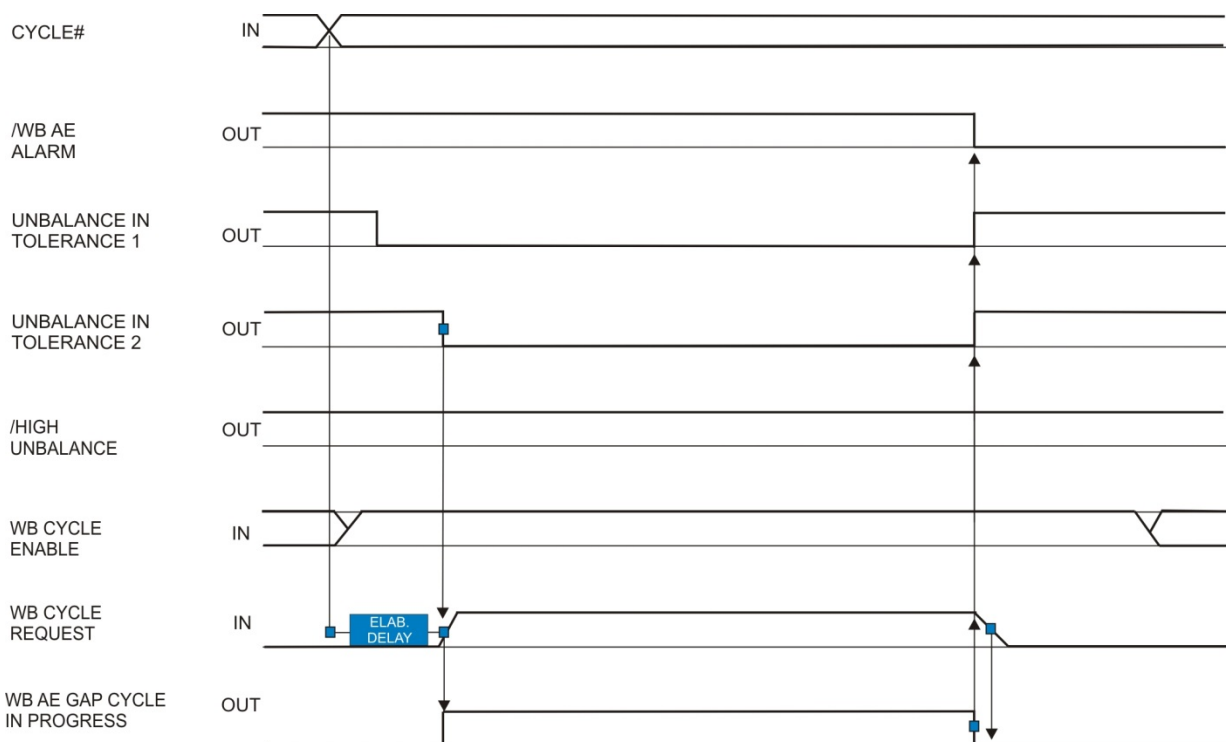 CYCLE# IN
/WB AE
ALARM
OUT
UNBALANCE IN
TOLERANCE 1
OUT
UNBALANCE IN
TOLERANCE 2
OUT
/HIGH
UNBALANCE
OUT
WB CYCLE
ENABLE
IN
WB CYCLE
REQUEST
IN
ELAB.
DELAY
WB AE GAP CYCLE
IN PROGRESS
OUT